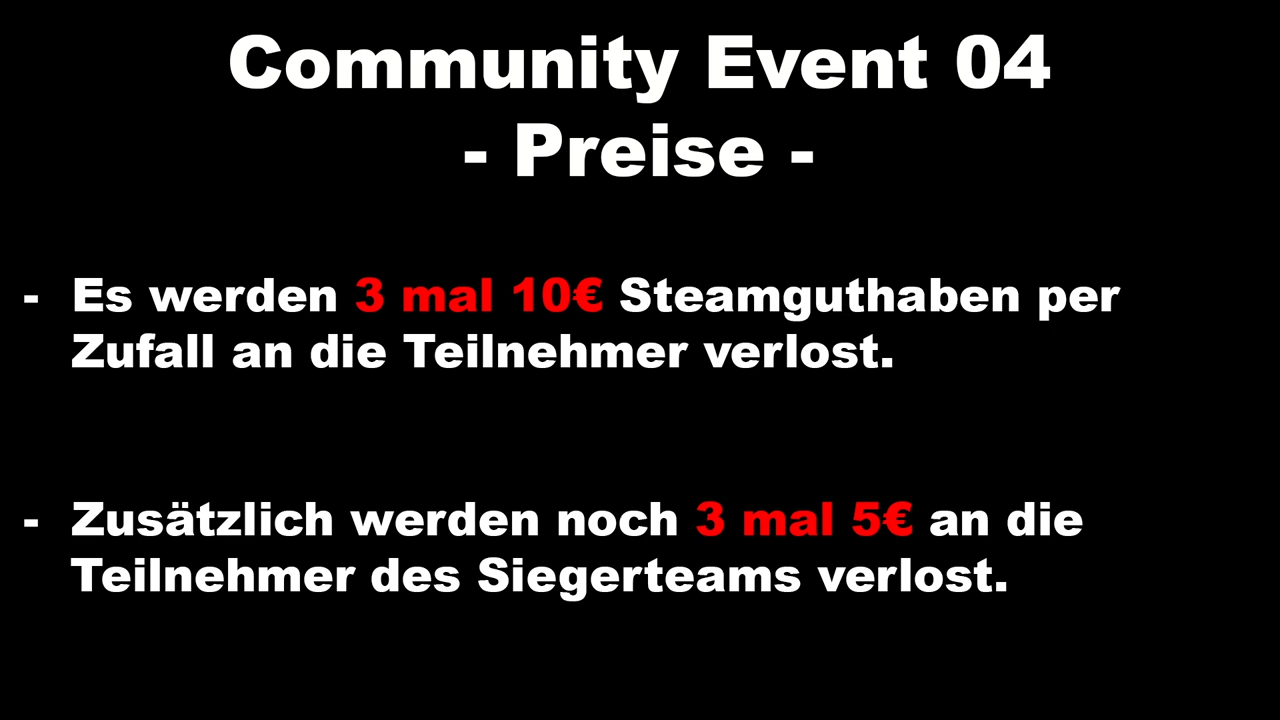 Community Event 04
- Preise -
- Es werden 3 mal 10€ Steamguthaben per
Zufall an die Teilnehmer verlost.
- Zusätzlich werden noch 3 mal 5€ an die
Teilnehmer des Siegerteams verlost.